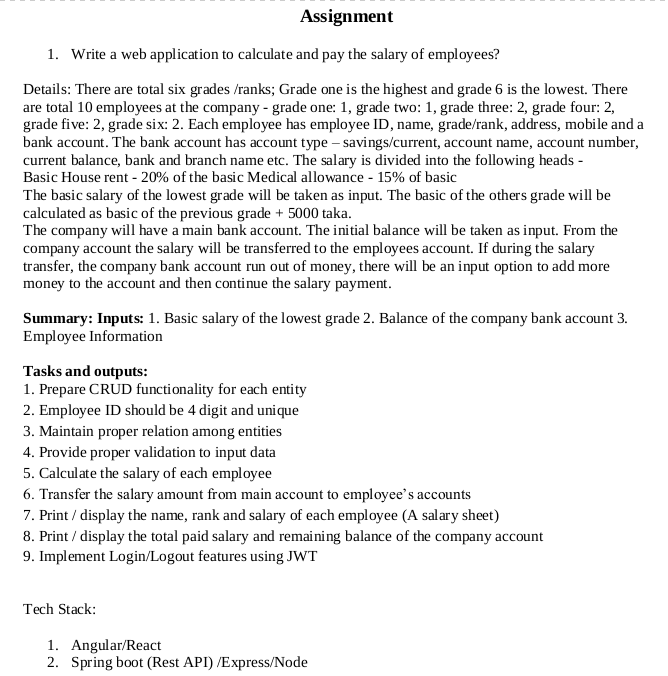 Assignment
1. Write a web application to calculate and pay the salary of employees?
Details: There are total six grades /ranks; Grade one is the highest and grade 6 is the lowest. There
are total 10 employees at the company - grade one: 1, grade two: 1, grade three: 2, grade four: 2,
grade five: 2, grade six: 2. Each employee has employee ID, name, grade/rank, address, mobile and a
bank account. The bank account has account type – savings/current, account name, account number,
current balance, bank and branch name etc. The salary is divided into the following heads -
Basic House rent - 20% of the basic Medical allowance - 15% of basic
The basic salary of the lowest grade will be taken as input. The basic of the others grade will be
calculated as basic of the previous grade + 5000 taka.
The company will have a main bank account. The initial balance will be taken as input. From the
company account the salary will be transferred to the employees account. If during the salary
transfer, the company bank account run out of money, there will be an input option to add more
money to the account and then continue the salary payment.
Summary: Inputs: 1. Basic salary of the lowest grade 2. Balance of the company bank account 3.
Employee Information
Tasks and outputs:
1. Prepare CRUD functionality for each entity
2. Employee ID should be 4 digit and unique
3. Maintain proper relation among entities
4. Provide proper validation to input data
5. Calculate the salary of each employee
6. Transfer the salary amount from main account to employee’s accounts
7. Print / display the name, rank and salary of each employee (A salary sheet)
8. Print / display the total paid salary and remaining balance of the company account
9. Implement Login/Logout features using JWT
Tech Stack:
1. Angular/React
2. Spring boot (Rest API) /Express/Node